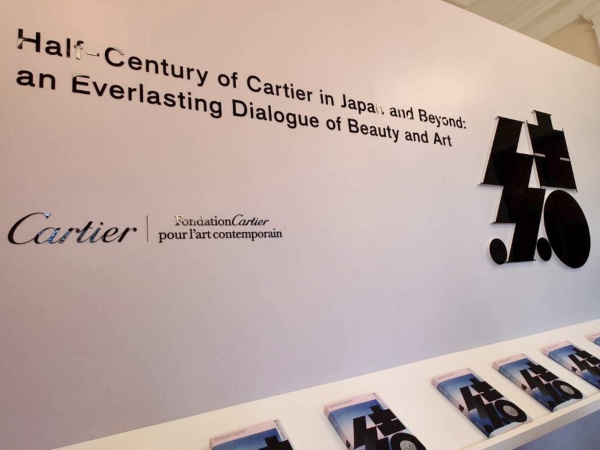 Half-Century of Cartier in Japan and Beyond:
an Everlasting Dialogue of Beauty and Art
Cartier
Fondation Cartier
pour l'art contemporain
結